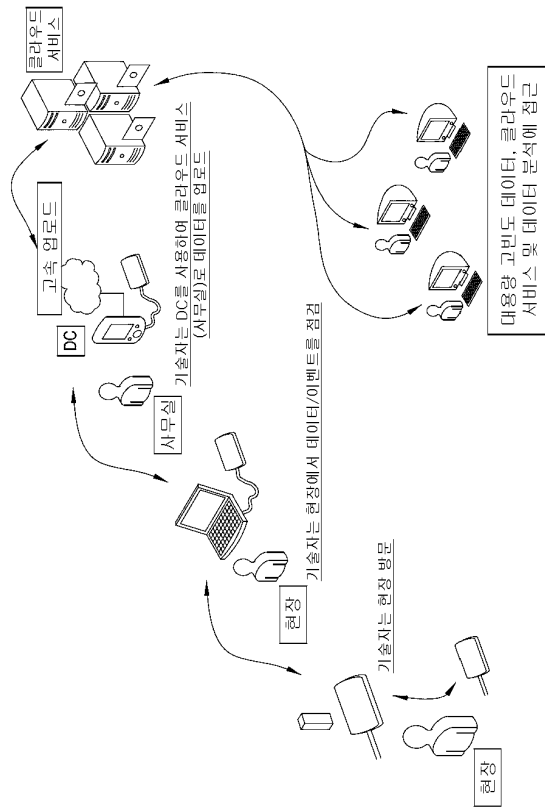 클라우드
서비스
고속 업로드
DC
사무실
기술자는 DC를 사용하여 클라우드 서비스
(사무실)로 데이터를 업로드
현장
기술자는 현장에서 데이터/이벤트를 점검
현장
기술자는 현장 방문
대용량 고빈도 데이터, 클라우드
서비스 및 데이터 분석에 접근